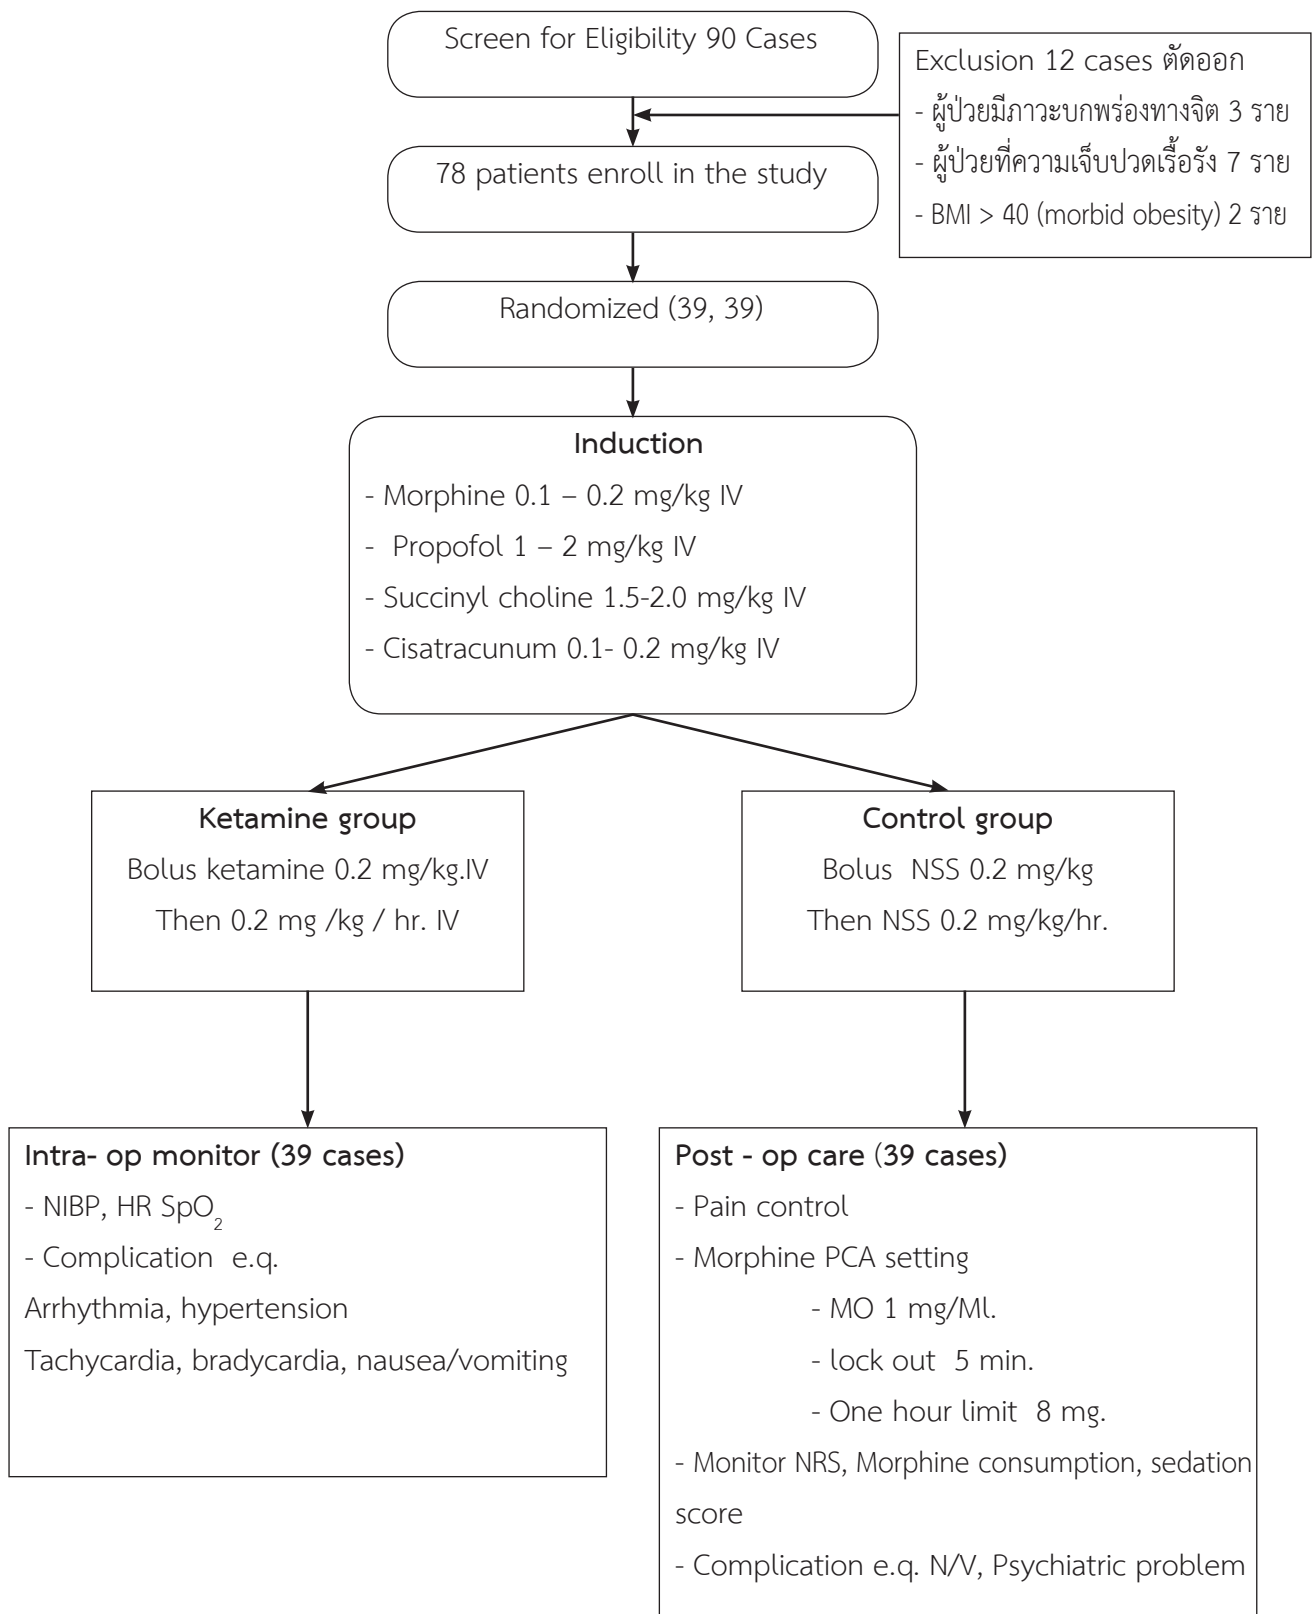 Screen for Eligibility 90 Cases
Exclusion 12 cases ตัดออก
- ผู้ป่วยมีภาวะบกพร่องทางจิต 3 ราย
- ผู้ป่วยที่ความเจ็บปวดเรื้อรัง 7 ราย
- BMI > 40 (morbid obesity) 2 ราย
78 patients enroll in the study
Randomized (39, 39)
Induction
- Morphine 0.1 – 0.2 mg/kg IV
- Propofol 1 – 2 mg/kg IV
- Succinyl choline 1.5-2.0 mg/kg IV
- Cisatracunum 0.1- 0.2 mg/kg IV
Ketamine group
Bolus ketamine 0.2 mg/kg.IV
Then 0.2 mg /kg / hr. IV
Control group
Bolus NSS 0.2 mg/kg
Then NSS 0.2 mg/kg/hr.
Intra- op monitor (39 cases)
- NIBP, HR SpO₂
- Complication e.q.
Arrhythmia, hypertension
Tachycardia, bradycardia, nausea/vomiting
Post - op care (39 cases)
- Pain control
- Morphine PCA setting
- MO 1 mg/Ml.
- lock out 5 min.
- One hour limit 8 mg.
- Monitor NRS, Morphine consumption, sedation
score
- Complication e.q. N/V, Psychiatric problem